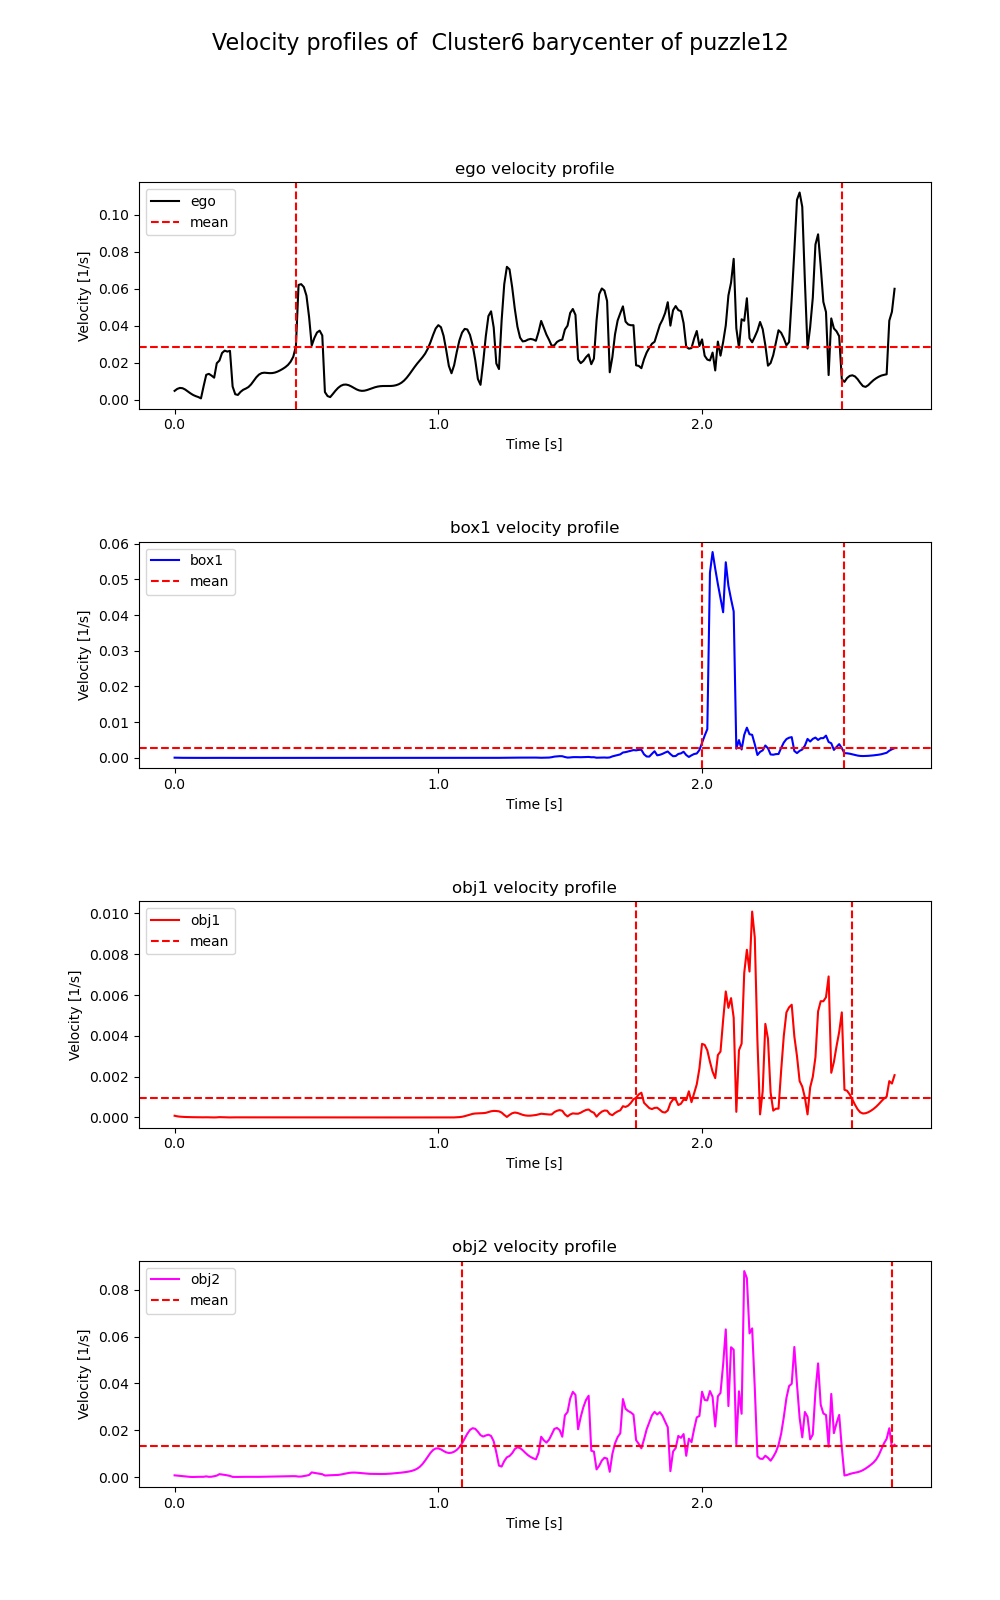 Velocity profiles of  Cluster6 barycenter of puzzle12
ego velocity profile
ego
mean
0.10
0.08
0.06
0.04
0.02
0.00
Velocity [1/s]
0.0 1.0 2.0
Time [s]
box1 velocity profile
box1
mean
0.06
0.05
0.04
0.03
0.02
0.01
0.00
Velocity [1/s]
0.0 1.0 2.0
Time [s]
obj1 velocity profile
obj1
mean
0.010
0.008
0.006
0.004
0.002
0.000
Velocity [1/s]
0.0 1.0 2.0
Time [s]
obj2 velocity profile
obj2
mean
0.08
0.06
0.04
0.02
0.00
Velocity [1/s]
0.0 1.0 2.0
Time [s]